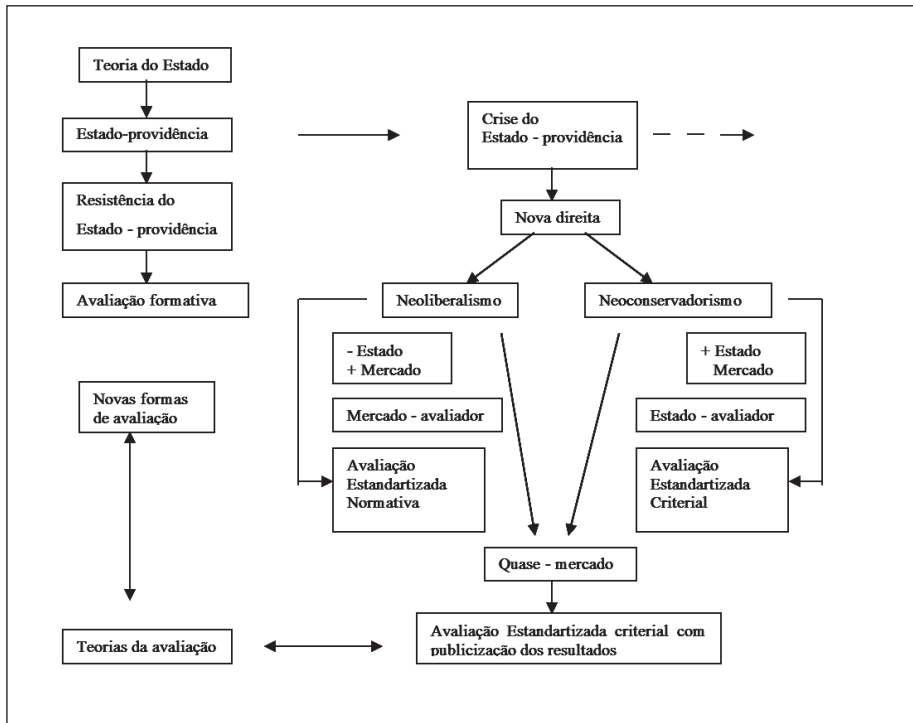 Teoria do Estado
Estado-providência
Resistência do
Estado - providência
Avaliação formativa
Crise do
Estado - providência
Nova direita
Neoliberalismo
Neoconservadorismo
- Estado
+ Mercado
+ Estado
Mercado
Mercado - avaliador
Estado - avaliador
Avaliação
Estandartizada
Normativa
Avaliação
Estandartizada
Criterial
Novas formas
de avaliação
Quase - mercado
Teorias da avaliação
Avaliação Estandartizada criterial com
publicização dos resultados